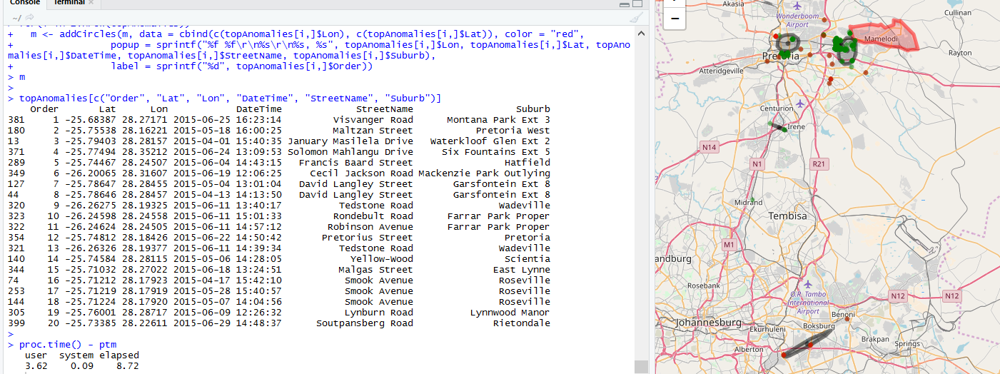 Console Terminal ×
~/
+ m <- addCircles(m, data = cbind(c(topAnomalies[i,]$Lon), c(topAnomalies[i,]$Lat)), color = "red",
+ popup = sprintf("%f %f\r\n%s\r\n%s, %s", topAnomalies[i,]$Lon, topAnomalies[i,]$Lat, topAno
malies[i,]$DateTime, topAnomalies[i,]$StreetName, topAnomalies[i,]$Suburb),
+ label = sprintf("%d", topAnomalies[i,]$Order))
> m
>
> topAnomalies[c("Order", "Lat", "Lon", "DateTime", "StreetName", "Suburb")]
Order Lat Lon DateTime StreetName Suburb
381 1 -25.68387 28.27171 2015-06-25 16:23:14 Visvanger Road Montana Park Ext 3
180 2 -25.75538 28.16221 2015-05-18 16:00:25 Maltzan Street Pretoria West
13 3 -25.79403 28.28157 2015-04-01 15:40:35 January Masilela Drive Waterkloof Glen Ext 2
371 4 -25.77494 28.35212 2015-06-24 13:09:53 Solomon Mahlangu Drive Six Fountains Ext 5
289 5 -25.74467 28.24507 2015-06-04 14:43:15 Francis Baard Street Hatfield
349 6 -26.20065 28.31607 2015-06-19 12:06:25 Cecil Jackson Road Mackenzie Park Outlying
127 7 -25.78647 28.28455 2015-05-04 13:01:04 David Langley Street Garsfontein Ext 8
44 8 -25.78646 28.28457 2015-04-13 14:13:50 David Langley Street Garsfontein Ext 8
320 9 -26.26275 28.19325 2015-06-11 13:40:17 Tedstone Road Wadeville
323 10 -26.24598 28.24558 2015-06-11 15:01:33 Rondebult Road Farrar Park Proper
322 11 -26.24624 28.24505 2015-06-11 14:57:12 Robinson Avenue Farrar Park Proper
354 12 -25.74812 28.18426 2015-06-22 14:50:42 Pretorius Street Pretoria
321 13 -26.26326 28.19377 2015-06-11 14:39:34 Tedstone Road Wadeville
140 14 -25.74584 28.28115 2015-05-06 14:28:05 Yellow-Wood Scientia
344 15 -25.71032 28.27022 2015-06-18 13:24:51 Malgas Street East Lynne
74 16 -25.71212 28.17923 2015-04-17 15:42:10 Smook Avenue Roseville
253 17 -25.71219 28.17919 2015-05-28 15:40:57 Smook Avenue Roseville
144 18 -25.71224 28.17920 2015-05-07 14:04:56 Smook Avenue Roseville
305 19 -25.76001 28.28717 2015-06-09 12:26:32 Lynburn Road Lynnwood Manor
399 20 -25.73385 28.22611 2015-06-29 14:48:37 Soutpansberg Road Rietondale
>
> proc.time() - ptm
user system elapsed
3.62 0.09 8.72
−
Akasia
Wonderboom
Airport
Cullinan
Mamelodi
Rayton
Pretoria
Atteridgeville
Centurion
Irene
N14
N1
R21
Midrand
Tembisa
M1
andburg
Rosebank
O.R. Tambo
International
Airport
N12
N12
Benoni
Johannesburg
Ekurhuleni
Boksburg
Brakpan
Springs
Alberton